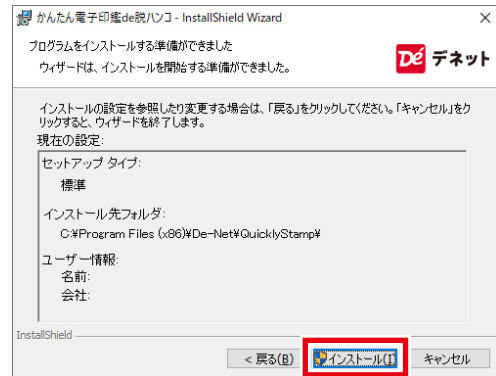 かんたん電子印鑑de脱ハンコ - InstallShield Wizard
プログラムをインストールする準備ができました
ウィザードは、インストールを開始する準備ができました。
Dé デネット
インストールの設定を参照したり変更する場合は、「戻る」をクリックしてください。「キャンセル」をク
リックすると、ウィザードを終了します。
現在の設定:
セットアップ タイプ:
標準
インストール先フォルダ:
C:¥Program Files (x86)¥De-Net¥QuicklyStamp¥
ユーザー情報:
名前:
会社:
InstallShield
< 戻る(B)
インストール(I)
キャンセル